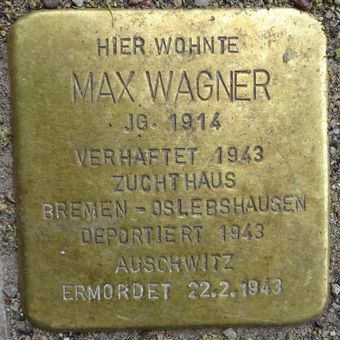 HIER WOHNTE
MAX WAGNER
JG. 1914
VERHAFTET 1943
ZUCHTHAUS
BREMEN-OSLEBSHAUSEN
DEPORTIERT 1943
AUSCHWITZ
ERMORDET 22.2.1943